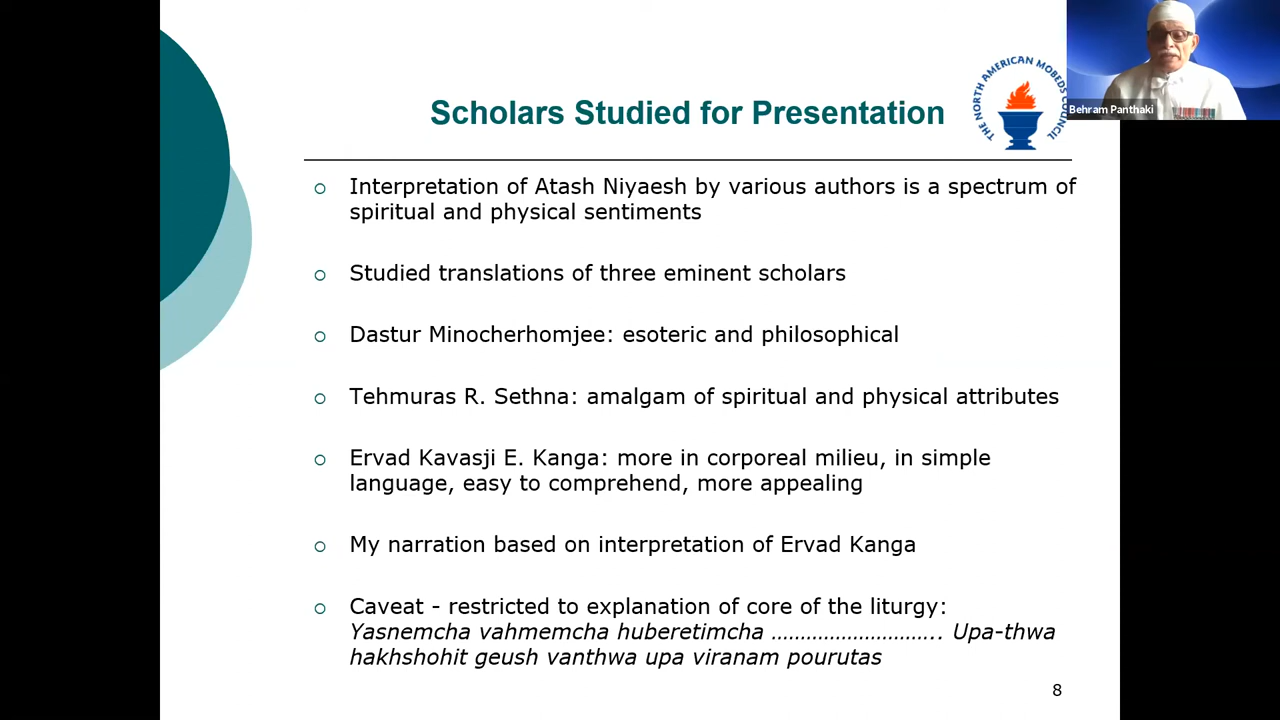 Scholars Studied for Presentation
THE NORTH AMERICAN MOBEDS COUNCIL
Behram Panthaki
Interpretation of Atash Niyaesh by various authors is a spectrum of
spiritual and physical sentiments
Studied translations of three eminent scholars
Dastur Minocherhomjee: esoteric and philosophical
Tehmuras R. Sethna: amalgam of spiritual and physical attributes
Ervad Kavasji E. Kanga: more in corporeal milieu, in simple
language, easy to comprehend, more appealing
My narration based on interpretation of Ervad Kanga
Caveat - restricted to explanation of core of the liturgy:
Yasnemcha vahmemcha huberetimcha ……………………….. Upa-thwa
hakhshohit geush vanthwa upa viranam pourutas
8